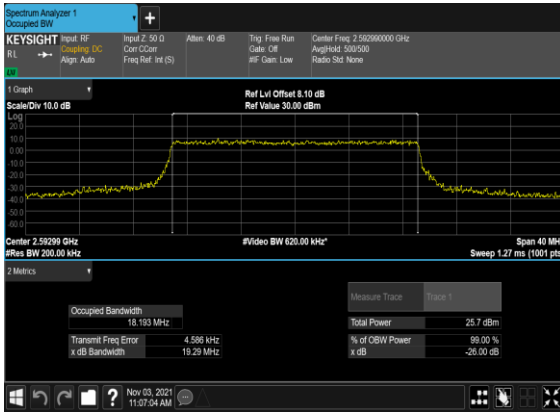 Spectrum Analyzer 1
Occupied BW
KEYSIGHT
RL
Input: RF
Coupling: DC
Align: Auto
Input Z: 50 Ω
Corr CCorr
Freq Ref: Int (S)
Atten: 40 dB
Trig: Free Run
Gate: Off
#IF Gain: Low
Center Freq: 2.592990000 GHz
Avg|Hold: 500/500
Radio Std: None
LW
1 Graph
Scale/Div 10.0 dB
Ref Lvl Offset 8.10 dB
Ref Value 30.00 dBm
Log
20.0
10.0
0.00
-10.0
-20.0
-30.0
-40.0
-50.0
-60.0
Center 2.59299 GHz
#Res BW 200.00 kHz
#Video BW 620.00 kHz*
Span 40 MH
Sweep 1.27 ms (1001 pts
2 Metrics
Measure Trace
Trace 1
Occupied Bandwidth
18.193 MHz
Total Power
25.7 dBm
Transmit Freq Error
4.586 kHz
% of OBW Power
99.00 %
x dB Bandwidth
19.29 MHz
x dB
-26.00 dB
?
Nov 03, 2021
11:07:04 AM